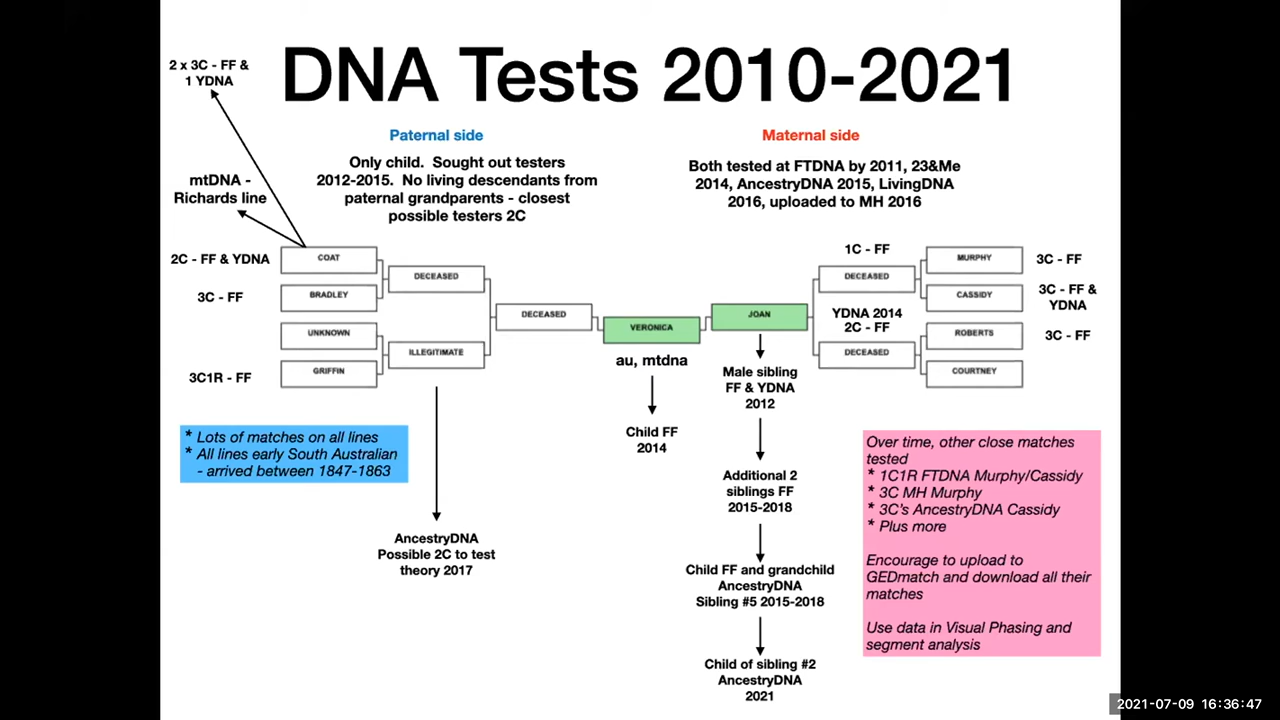 DNA Tests 2010-2021
2 x 3C - FF &
1 YDNA
mtDNA -
Richards line
Paternal side
Only child. Sought out testers
2012-2015. No living descendants from
paternal grandparents - closest
possible testers 2C
Maternal side
Both tested at FTDNA by 2011, 23&Me
2014, AncestryDNA 2015, LivingDNA
2016, uploaded to MH 2016
2C - FF & YDNA
COAT
3C - FF
BRADLEY
UNKNOWN
3C1R - FF
GRIFFIN
DECEASED
ILLEGITIMATE
DECEASED
VERONICA
JOAN
1C - FF
DECEASED
YDNA 2014
2C - FF
DECEASED
MURPHY
3C - FF
CASSIDY
3C - FF &
YDNA
ROBERTS
3C - FF
COURTNEY
au, mtdna
Child FF
2014
Male sibling
FF & YDNA
2012
Additional 2
siblings FF
2015-2018
Child FF and grandchild
AncestryDNA
Sibling #5 2015-2018
Child of sibling #2
AncestryDNA
2021
* Lots of matches on all lines
* All lines early South Australian
- arrived between 1847-1863
AncestryDNA
Possible 2C to test
theory 2017
Over time, other close matches
tested
* 1C1R FTDNA Murphy/Cassidy
* 3C MH Murphy
* 3C's AncestryDNA Cassidy
* Plus more
Encourage to upload to
GEDmatch and download all their
matches
Use data in Visual Phasing and
segment analysis
2021-07-09 16:36:47